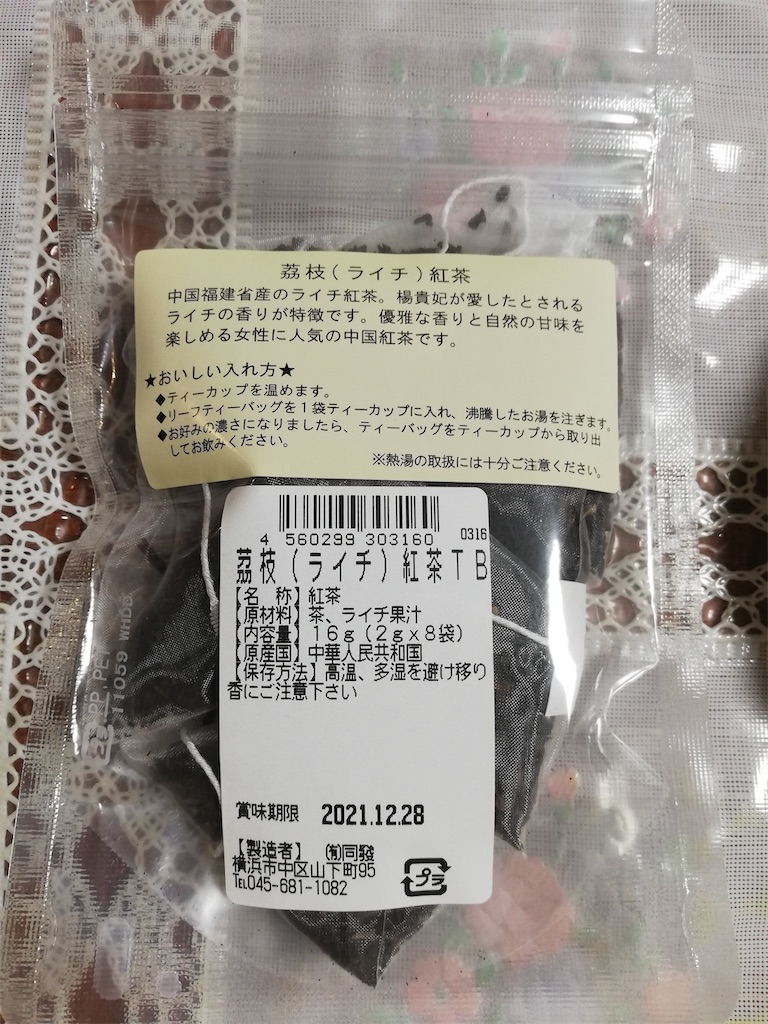 荔枝(ライチ)紅茶
中国福建省産のライチ紅茶。楊貴妃が愛したとされる
ライチの香りが特徴です。優雅な香りと自然の甘味を
楽しめる女性に人気の中国紅茶です。
★おいしい入れ方★
◆ティーカップを温めます。
◆リーフティーバッグを1袋ティーカップに入れ、沸騰したお湯を注ぎます。
◆お好みの濃さになりましたら、ティーバッグをティーカップから取り出
してお飲みください。
※熱湯の取扱には十分ご注意ください。
4 560299 303160 0316
荔枝(ライチ)紅茶TB
【名 称】紅茶
【原材料】茶、ライチ果汁
【内容量】16g(2gx8袋)
【原産国】中華人民共和国
【保存方法】高温、多湿を避け移り
香にご注意下さい
賞味期限 2021.12.28
【製造者】 ㈲同發
横浜市中区山下町95
℡045-681-1082
プラ
PP.PET
11059